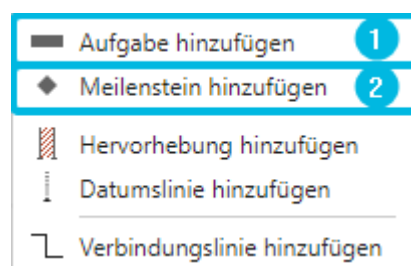 Aufgabe hinzufügen 1
Meilenstein hinzufügen 2
Hervorhebung hinzufügen
Datumslinie hinzufügen
Verbindungslinie hinzufügen